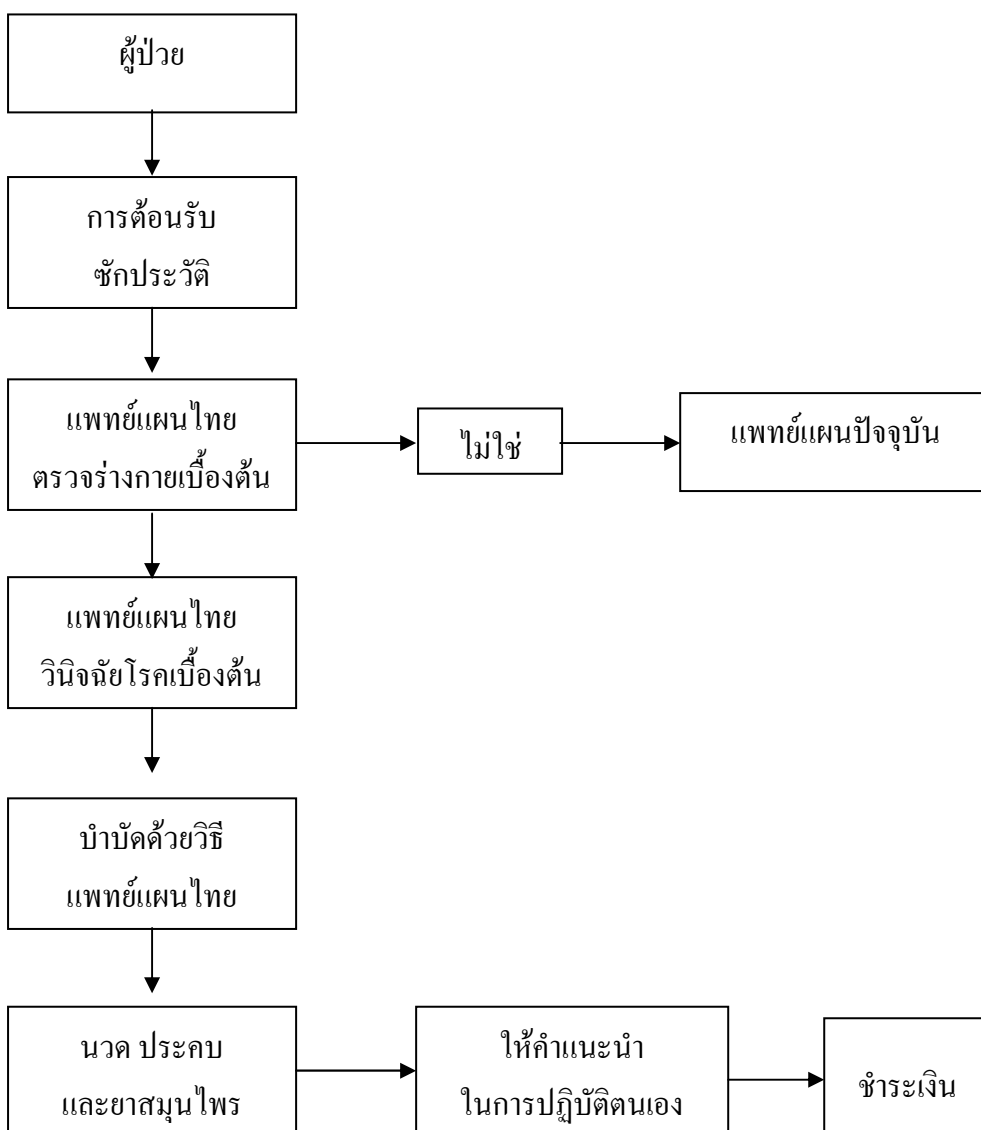 ผู้ป่วย
การต้อนรับ
ซักประวัติ
แพทย์แผนไทย
ตรวจร่างกายเบื้องต้น
ไม่ใช่
แพทย์แผนปัจจุบัน
แพทย์แผนไทย
วินิจฉัยโรคเบื้องต้น
บำบัดด้วยวิธี
แพทย์แผนไทย
นวด ประคบ
และยาสมุนไพร
ให้คำแนะนำ
ในการปฏิบัติตนเอง
ชำระเงิน